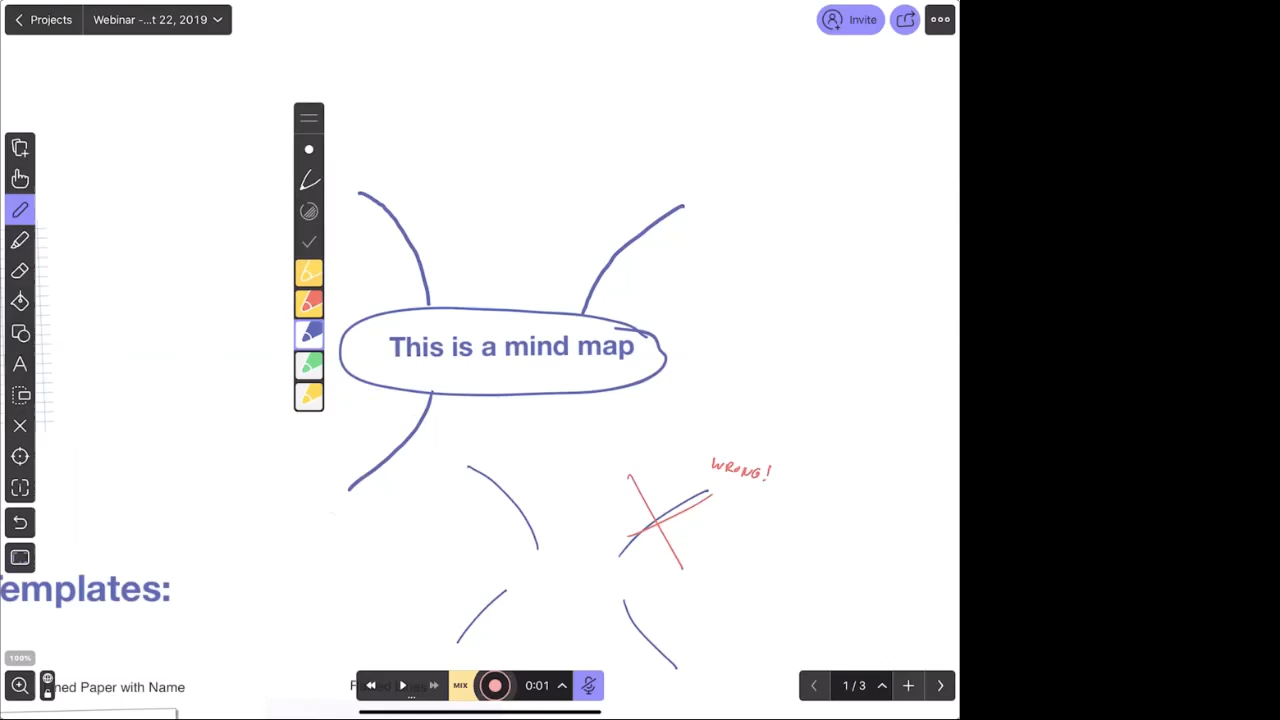 Projects
Webinar -...t 22, 2019
Invite
This is a mind map
WRONG!
Templates:
100%
ned Paper with Name
MIX
0:01
1 / 3